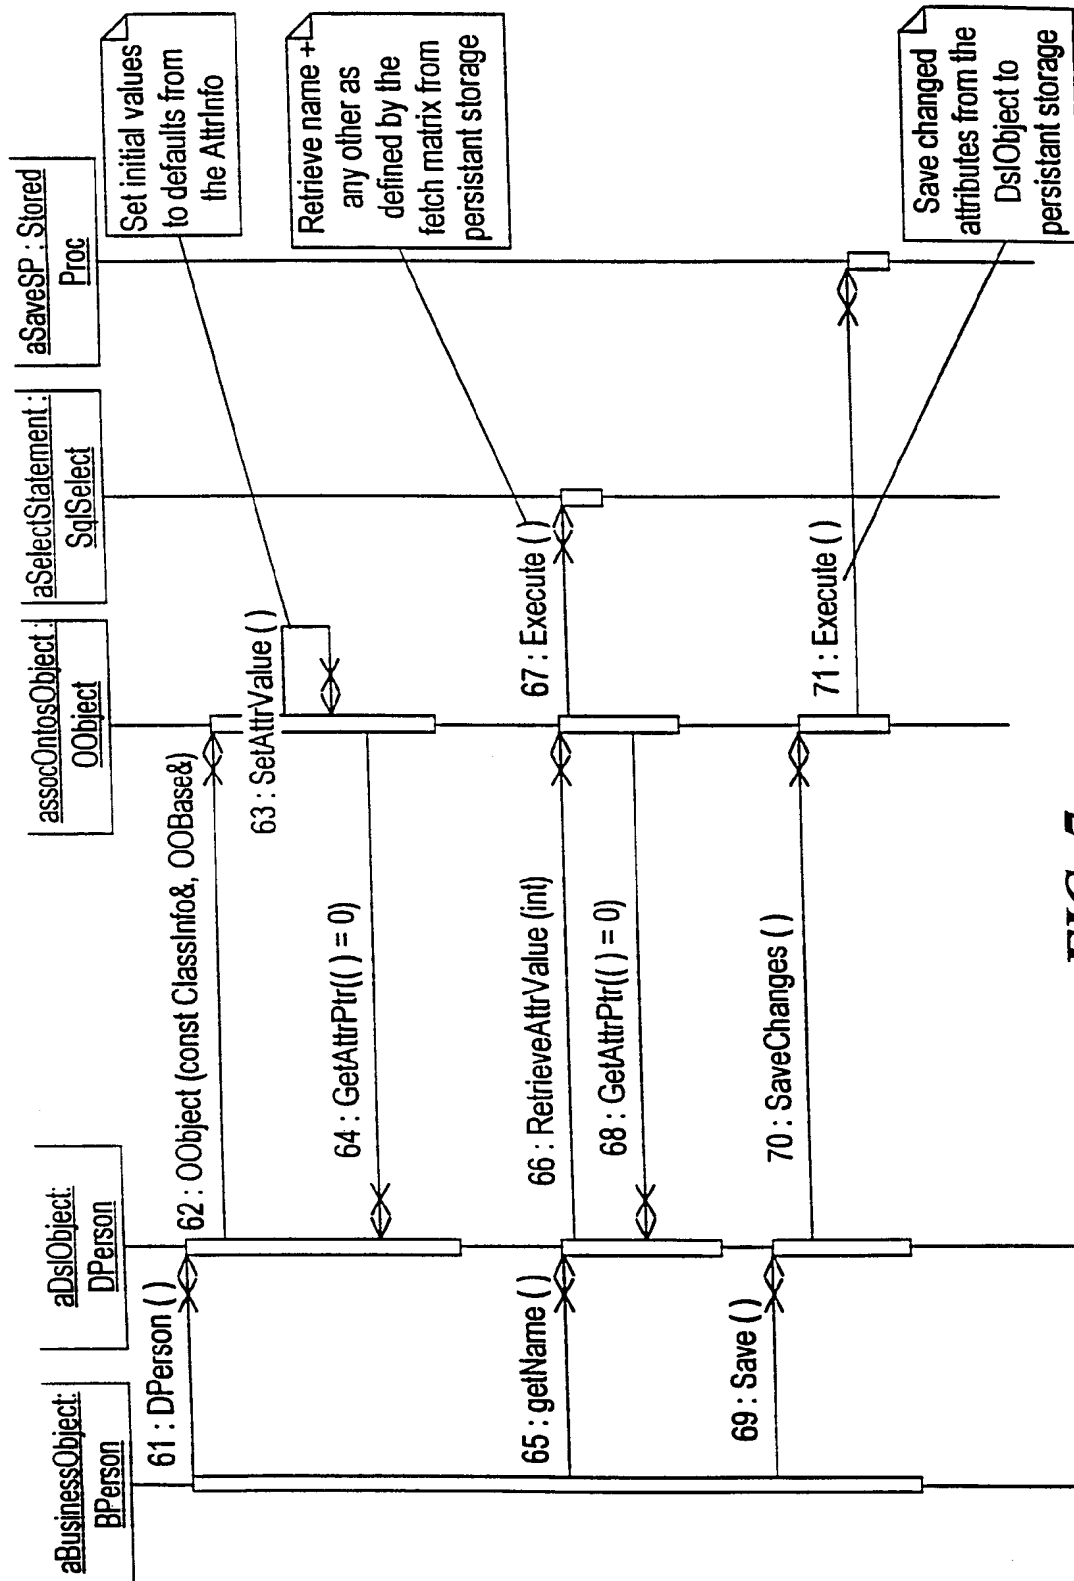 aBusinessObject:
BPerson
aDslObject:
DPerson
assocOntosObject:
OObject
aSelectStatement:
SqlSelect
aSaveSP : Stored
Proc
61 : DPerson ( )
62 : OObject (const ClassInfo&, OOBase&)
63 : SetAttrValue ( )
Set initial values
to defaults from
the AttrInfo
64 : GetAttrPtr(( ) = 0)
65 : getName ( )
66 : RetrieveAttrValue (int)
67 : Execute ( )
Retrieve name +
any other as
defined by the
fetch matrix from
persistant storage
68 : GetAttrPtr(( ) = 0)
69 : Save ( )
70 : SaveChanges ( )
71 : Execute ( )
Save changed
attributes from the
DslObject to
persistant storage